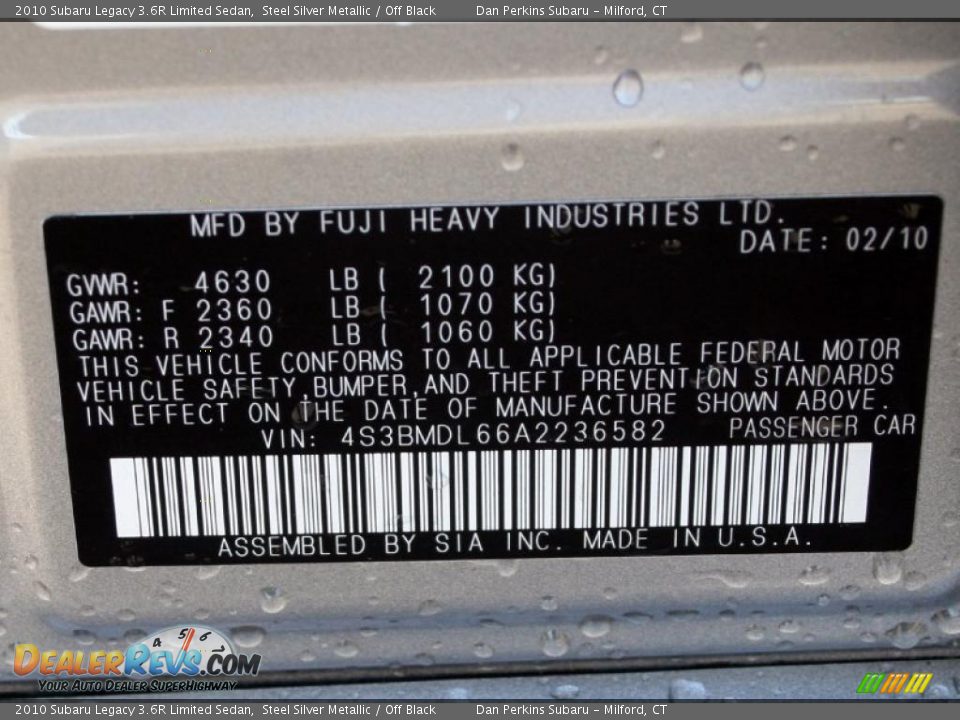 2010 Subaru Legacy 3.6R Limited Sedan, Steel Silver Metallic / Off Black Dan Perkins Subaru - Milford, CT
MFD BY FUJI HEAVY INDUSTRIES LTD.
DATE: 02/10
GVWR: 4630 LB ( 2100 KG)
GAWR: F 2360 LB ( 1070 KG)
GAWR: R 2340 LB ( 1060 KG)
THIS VEHICLE CONFORMS TO ALL APPLICABLE FEDERAL MOTOR
VEHICLE SAFETY,BUMPER,AND THEFT PREVENTION STANDARDS
IN EFFECT ON THE DATE OF MANUFACTURE SHOWN ABOVE.
VIN: 4S3BMDL66A2236582 PASSENGER CAR
ASSEMBLED BY SIA INC. MADE IN U.S.A.
4 5 6
DEALERREVS.COM
YOUR AUTO DEALER SUPERHIGHWAY
2010 Subaru Legacy 3.6R Limited Sedan, Steel Silver Metallic / Off Black Dan Perkins Subaru - Milford, CT